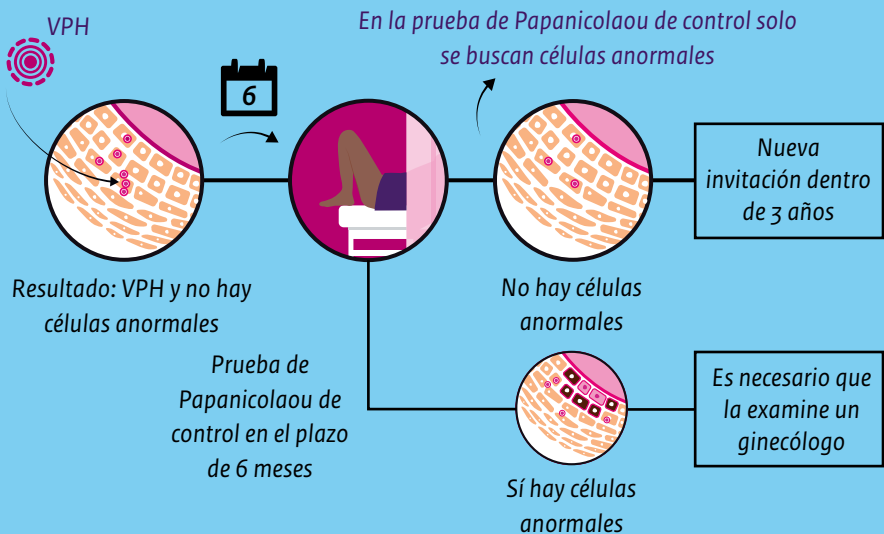 VPH
En la prueba de Papanicolaou de control solo
se buscan células anormales
6
Resultado: VPH y no hay
células anormales
Prueba de
Papanicolaou de
control en el plazo
de 6 meses
No hay células
anormales
Nueva
invitación dentro
de 3 años
Sí hay células
anormales
Es necesario que
la examine un
ginecólogo